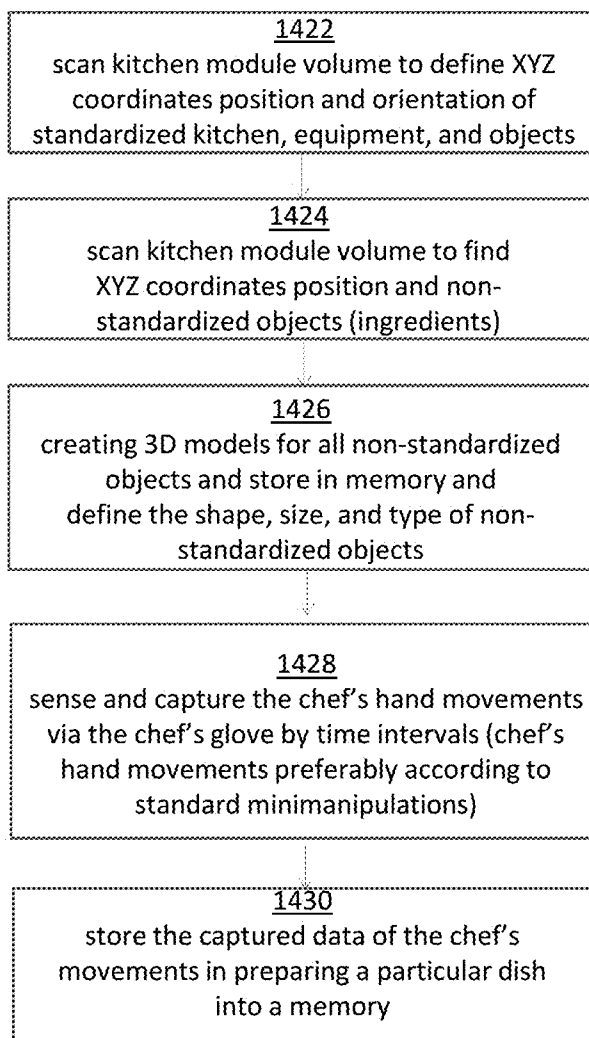 1422
scan kitchen module volume to define XYZ
coordinates position and orientation of
standardized kitchen, equipment, and objects
1424
scan kitchen module volume to find
XYZ coordinates position and non-
standardized objects (ingredients)
1426
creating 3D models for all non-standardized
objects and store in memory and
define the shape, size, and type of non-
standardized objects
1428
sense and capture the chef's hand movements
via the chef's glove by time intervals (chef's
hand movements preferably according to
standard minimanipulations)
1430
store the captured data of the chef's
movements in preparing a particular dish
into a memory